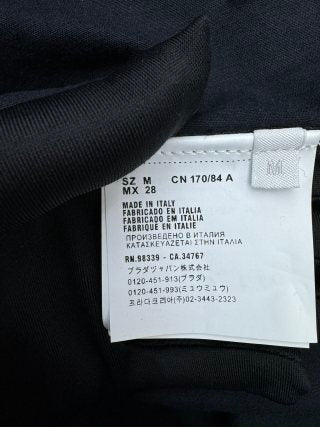 M
SZ M CN 170/84 A
MX 28
MADE IN ITALY
FABRICADO EN ITALIA
FABRICADO EM ITALIA
FABRIQUE EN ITALIE
ПРОИЗВЕДЕНО В ИТАЛИЯ
ΚΑΤΑΣΚΕΥΑΖΕΤΑΙ ΣΤΗΝ ΙΤΑΛΙΑ
RN.98339 - CA.34767
プラダジャパン株式会社
0120-451-913(プラダ)
0120-451-993(ミュウミュウ)
프라다코리아(주) 02-3443-2323